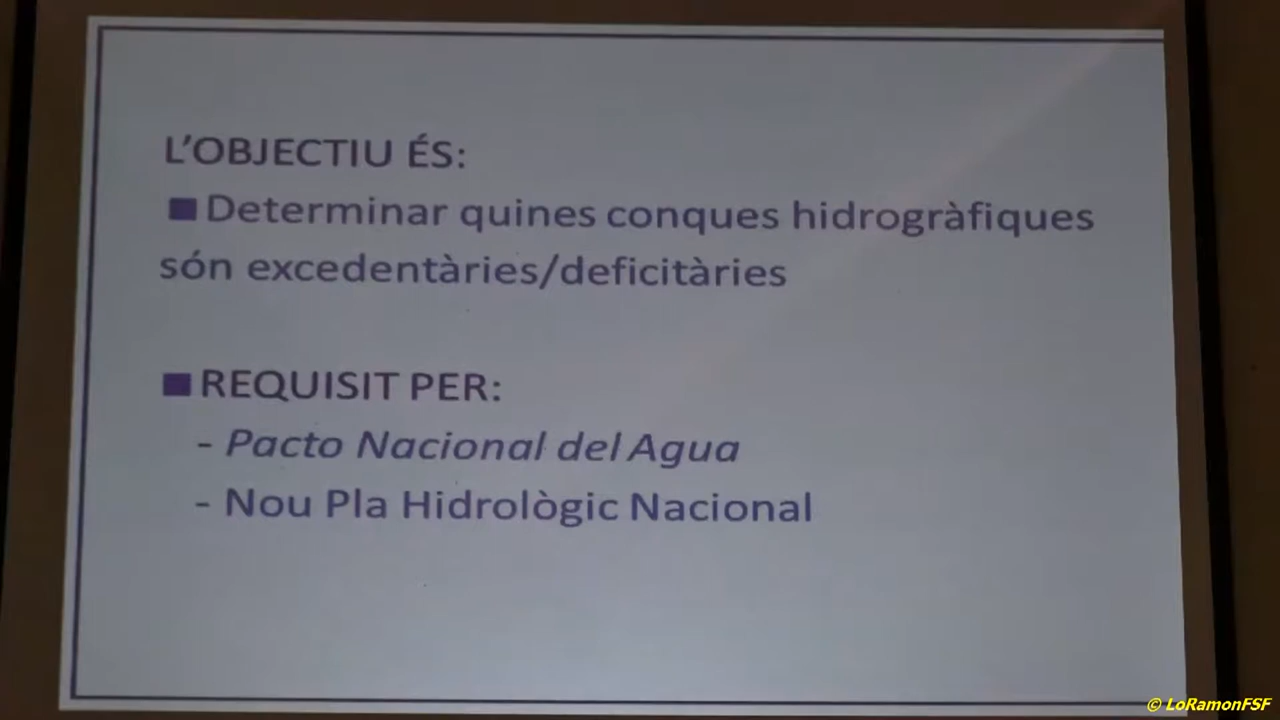 L'OBJECTIU ÉS:
Determinar quines conques hidrogràfiques
són excedentàries/deficitàries
REQUISIT PER:
- Pacto Nacional del Agua
- Nou Pla Hidrològic Nacional
© LoRamonFSF